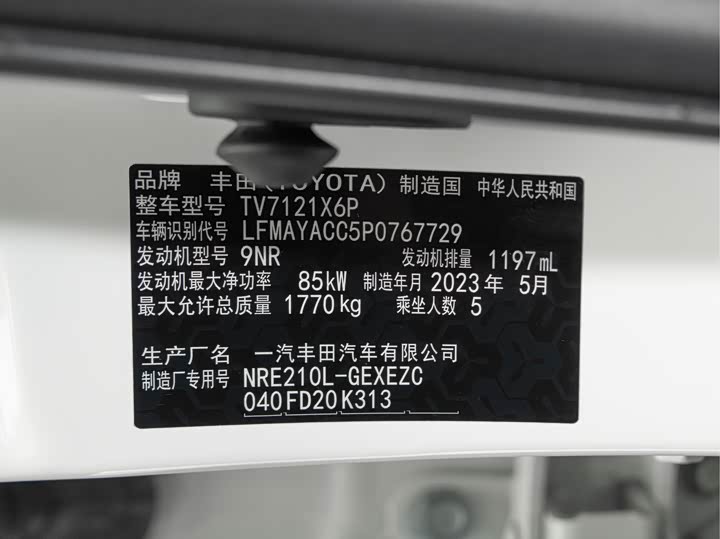 品牌 丰田(TOYOTA) 制造国 中华人民共和国
整车型号 TV7121X6P
车辆识别代号 LFMAYACC5P0767729
发动机型号 9NR 发动机排量 1197mL
发动机最大净功率 85kW 制造年月 2023年 5月
最大允许总质量 1770kg 乘坐人数 5
生产厂名 一汽丰田汽车有限公司
制造厂专用号 NRE210L-GEXEZC
040FD20K313